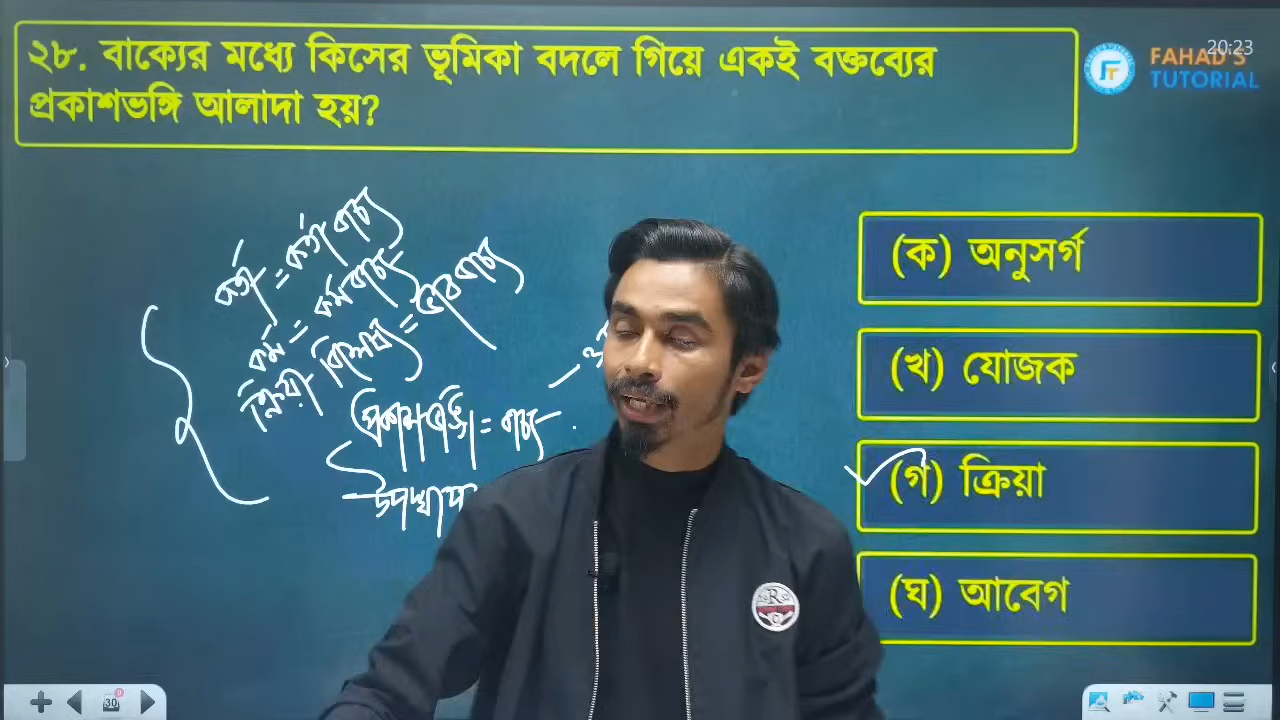 ২৮. বাক্যের মধ্যে কিসের ভূমিকা বদলে গিয়ে একই বক্তব্যের
প্রকাশভঙ্গি আলাদা হয়?
20:23
FAHAD'S
TUTORIAL
কর্তা = কর্তাবাচ্য
কর্ম = কর্মবাচ্য
ক্রিয়া বিশেষ্য = ভাববাচ্য
প্রকাশভঙ্গি = বাচ্য
(ক) অনুসর্গ
(খ) যোজক
(গ) ক্রিয়া
(ঘ) আবেগ
R
30